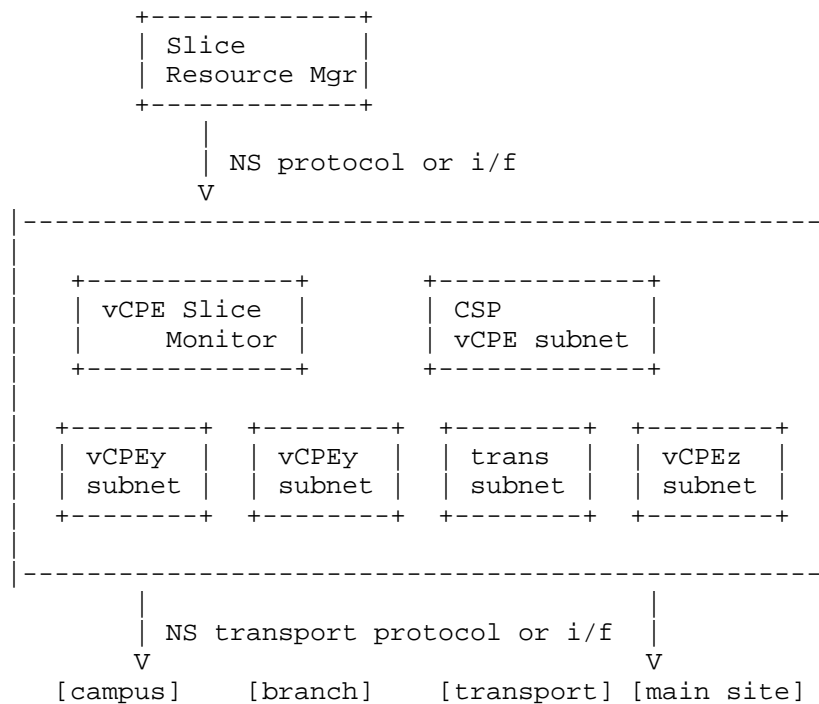 Slice
Resource Mgr
NS protocol or i/f
V
vCPE Slice CSP
Monitor vCPE subnet
vCPEy vCPEy trans vCPEz
subnet subnet subnet subnet
NS transport protocol or i/f
V V
[campus] [branch] [transport] [main site]